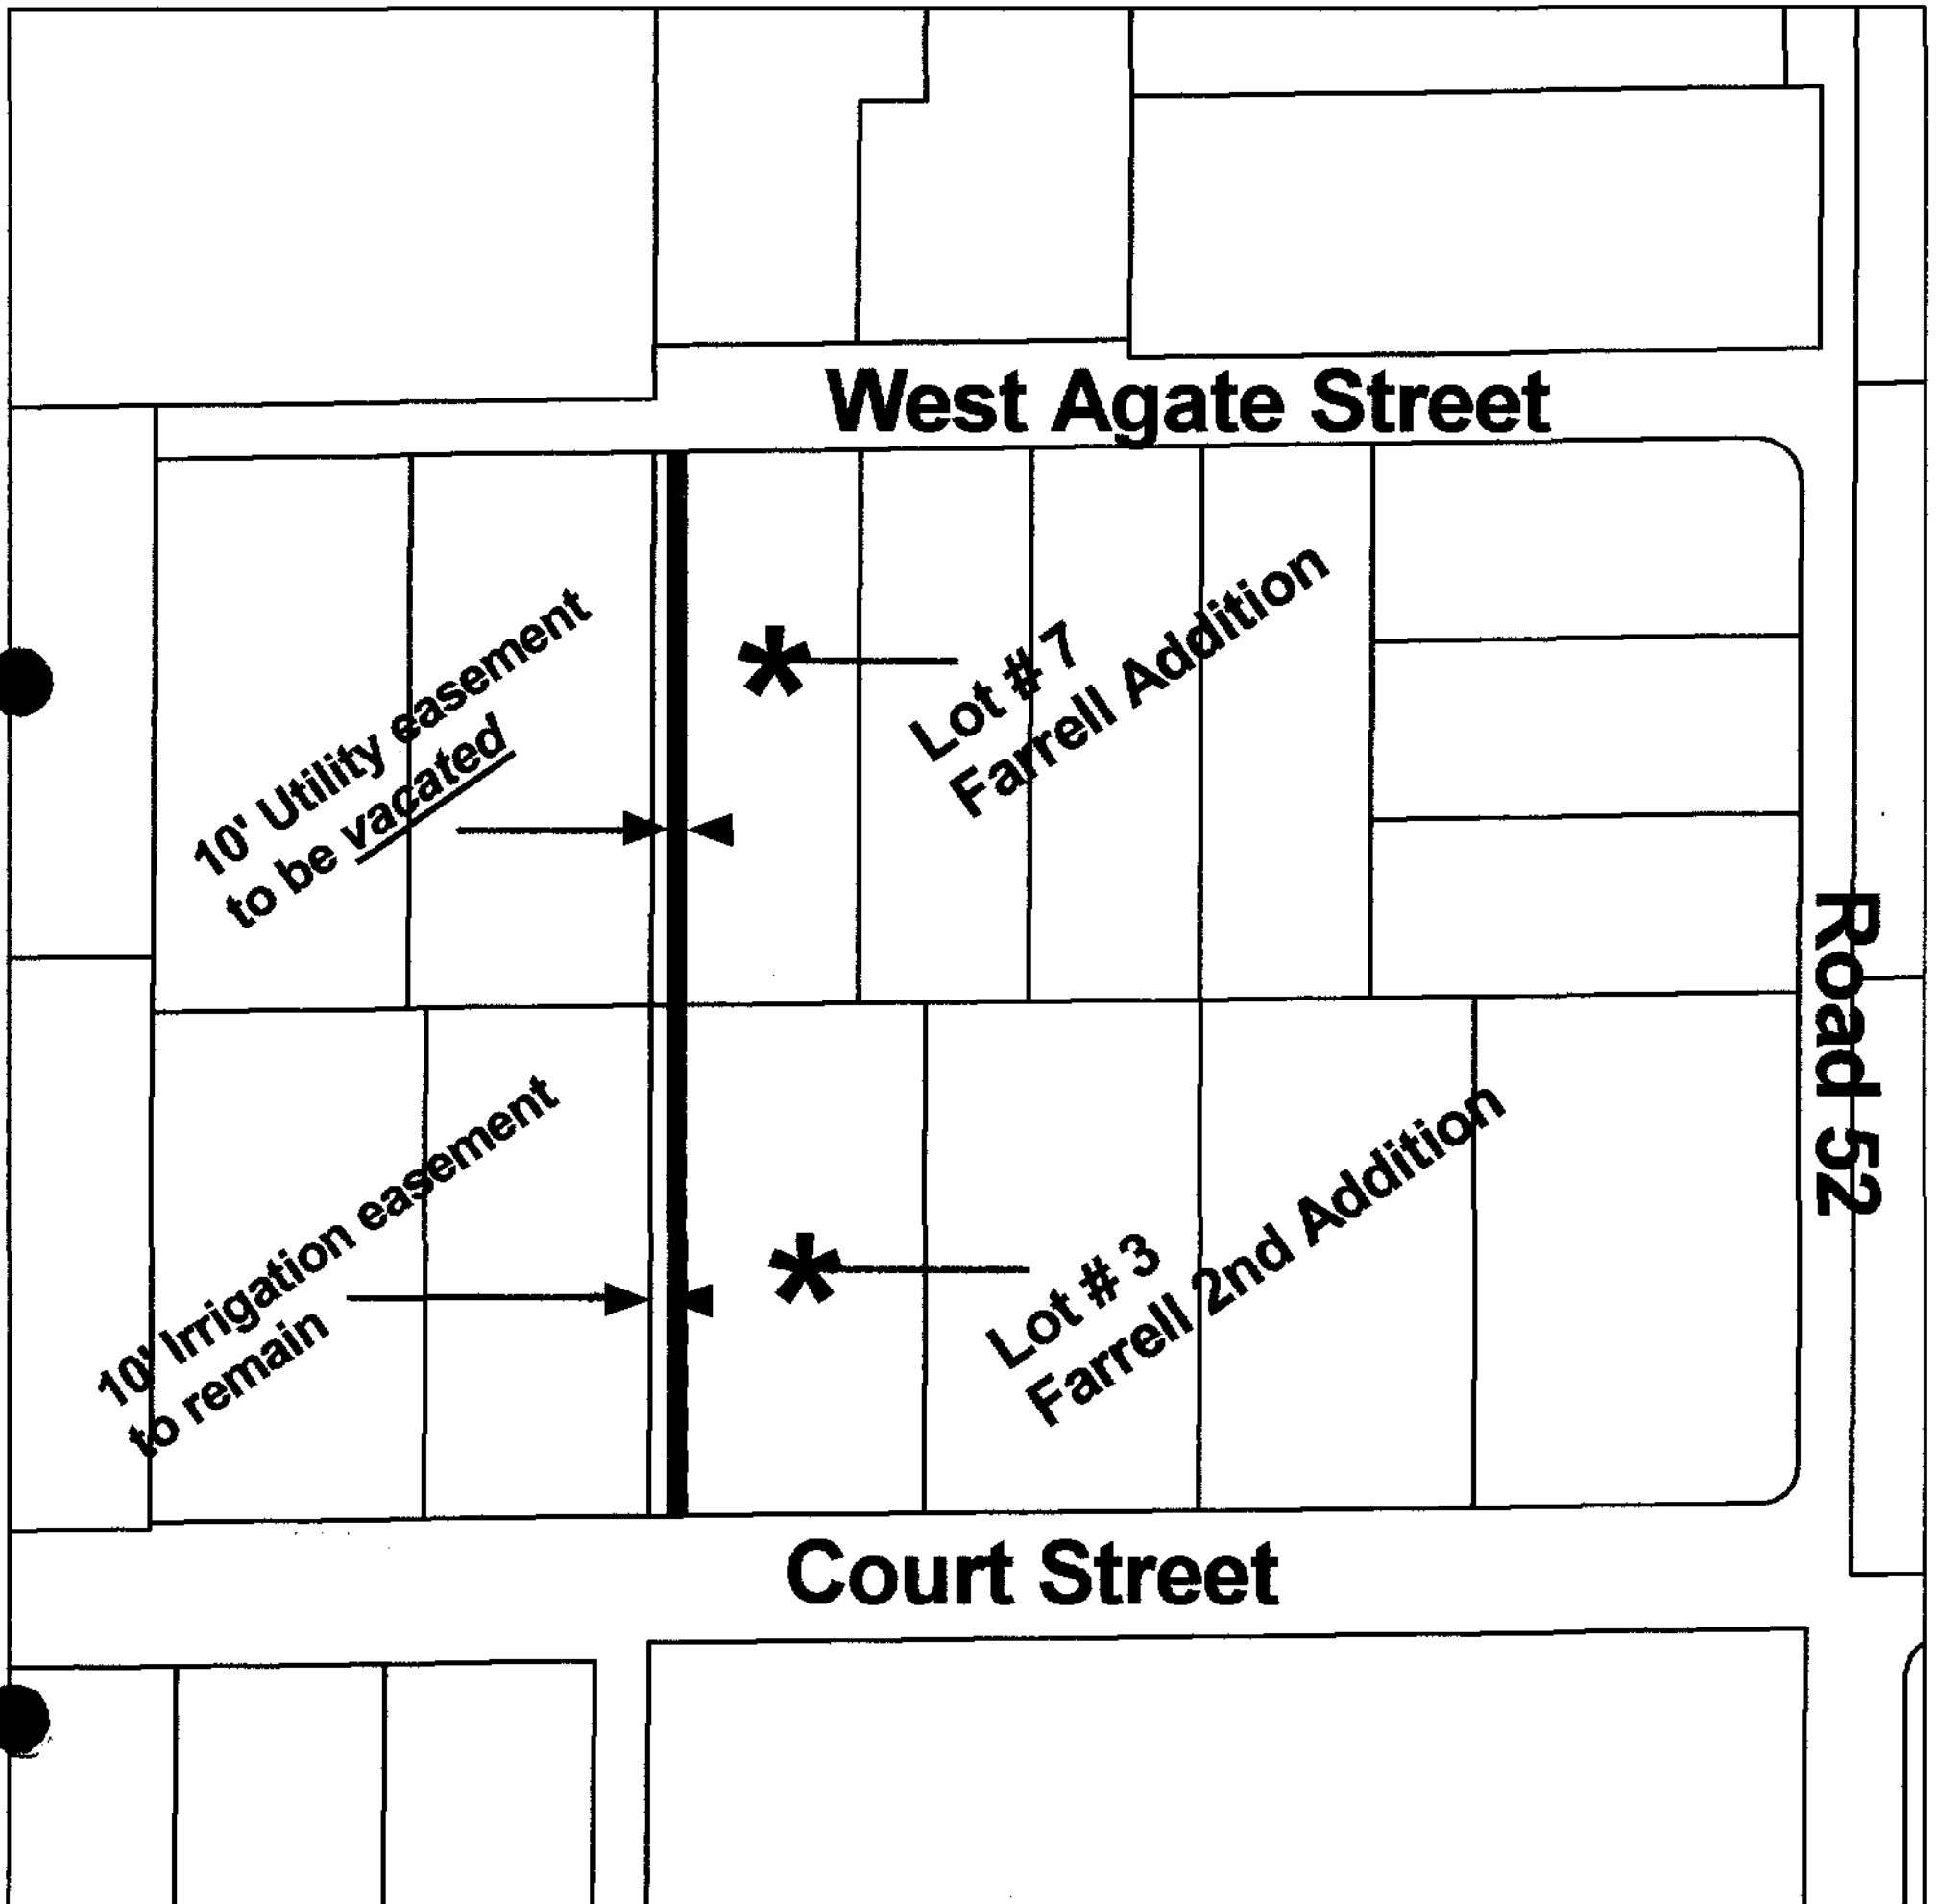 West Agate Street
10' Utility easement
to be vacated
*
Lot # 7
Farrell Addition
Road 52
10' Irrigation easement
to remain
*
Lot # 3
Farrell 2nd Addition
Court Street